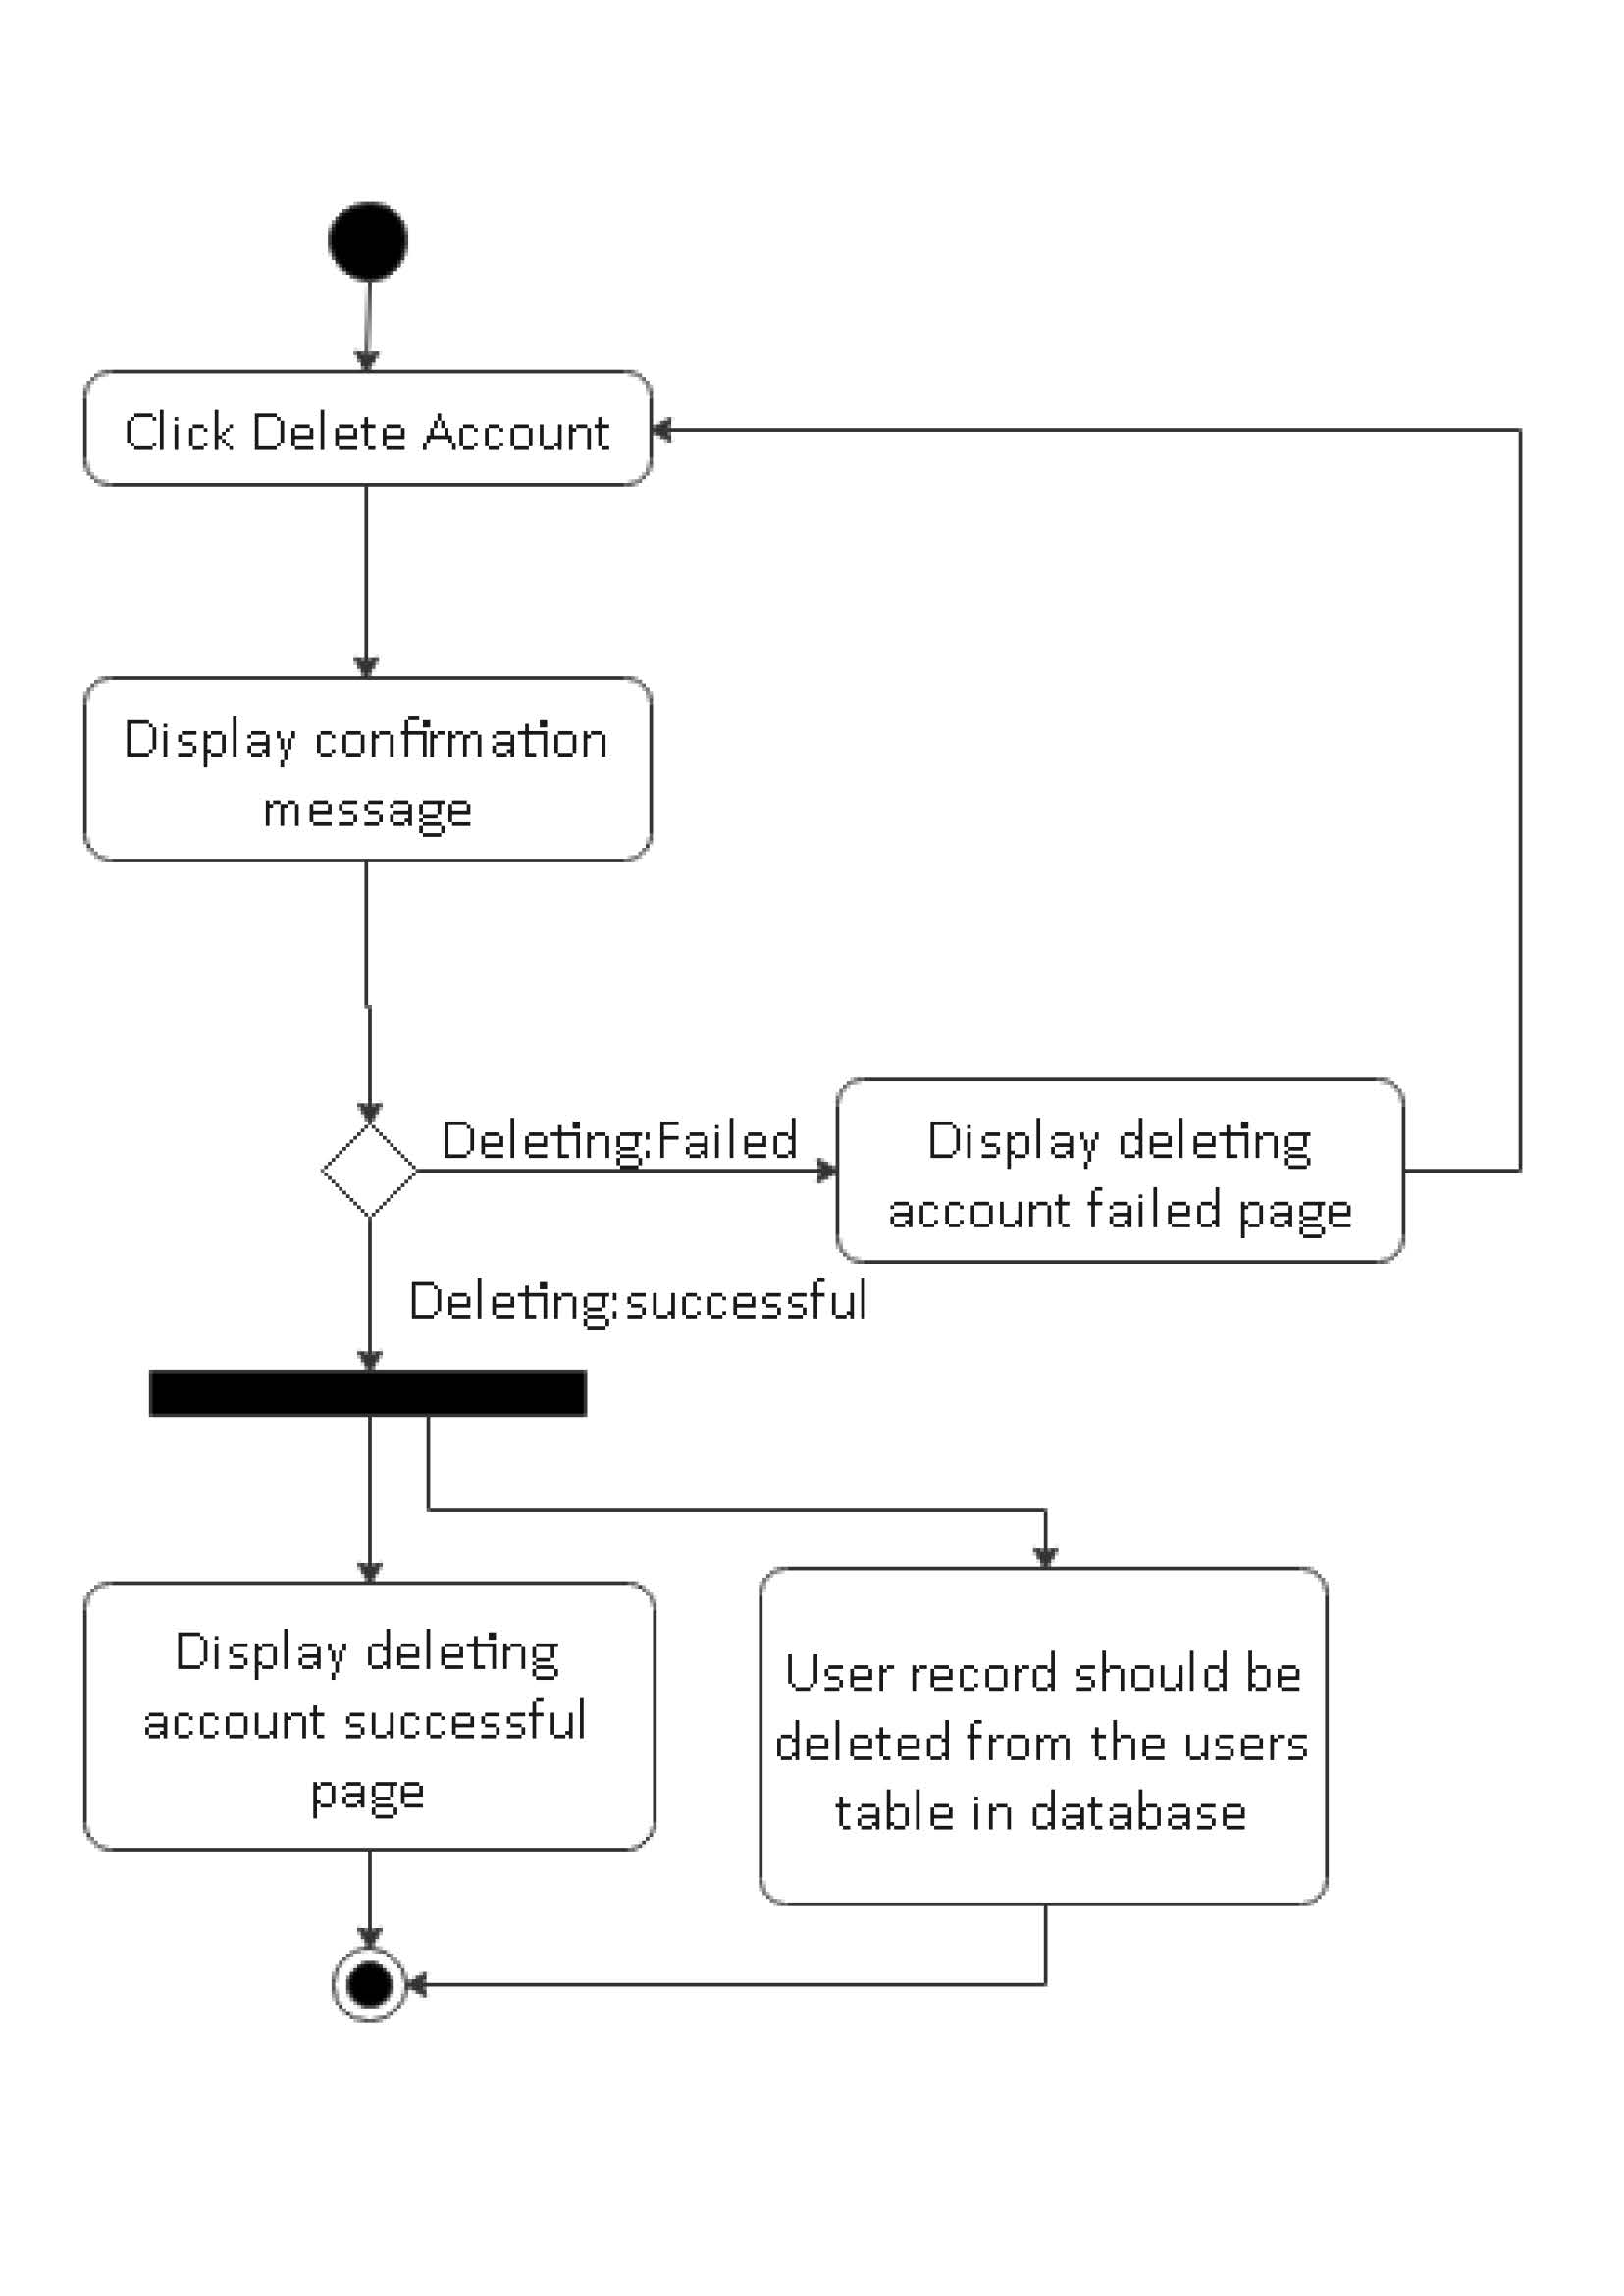 Click Delete Account
Display confirmation
message
Deleting:Failed
Display deleting
account failed page
Deleting:successful
Display deleting
account successful
page
User record should be
deleted from the users
table in database